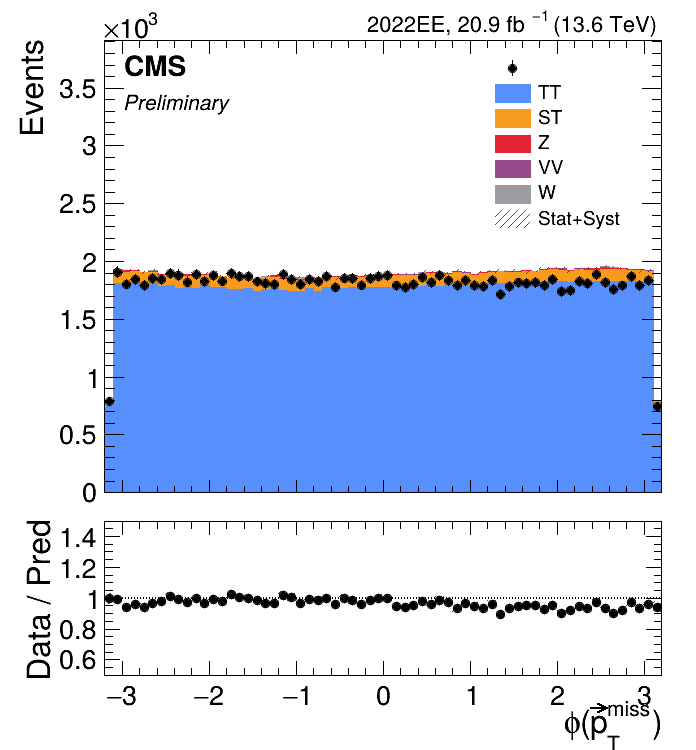 ×10³
2022EE, 20.9 fb ⁻¹ (13.6 TeV)
CMS
Preliminary
TT
ST
Z
VV
W
Stat+Syst
Events
3.5
3
2.5
2
1.5
1
0.5
0
Data / Pred
1.4
1.2
1
0.8
0.6
−3 −2 −1 0 1 2 3
ϕ(p⃗_T^miss)